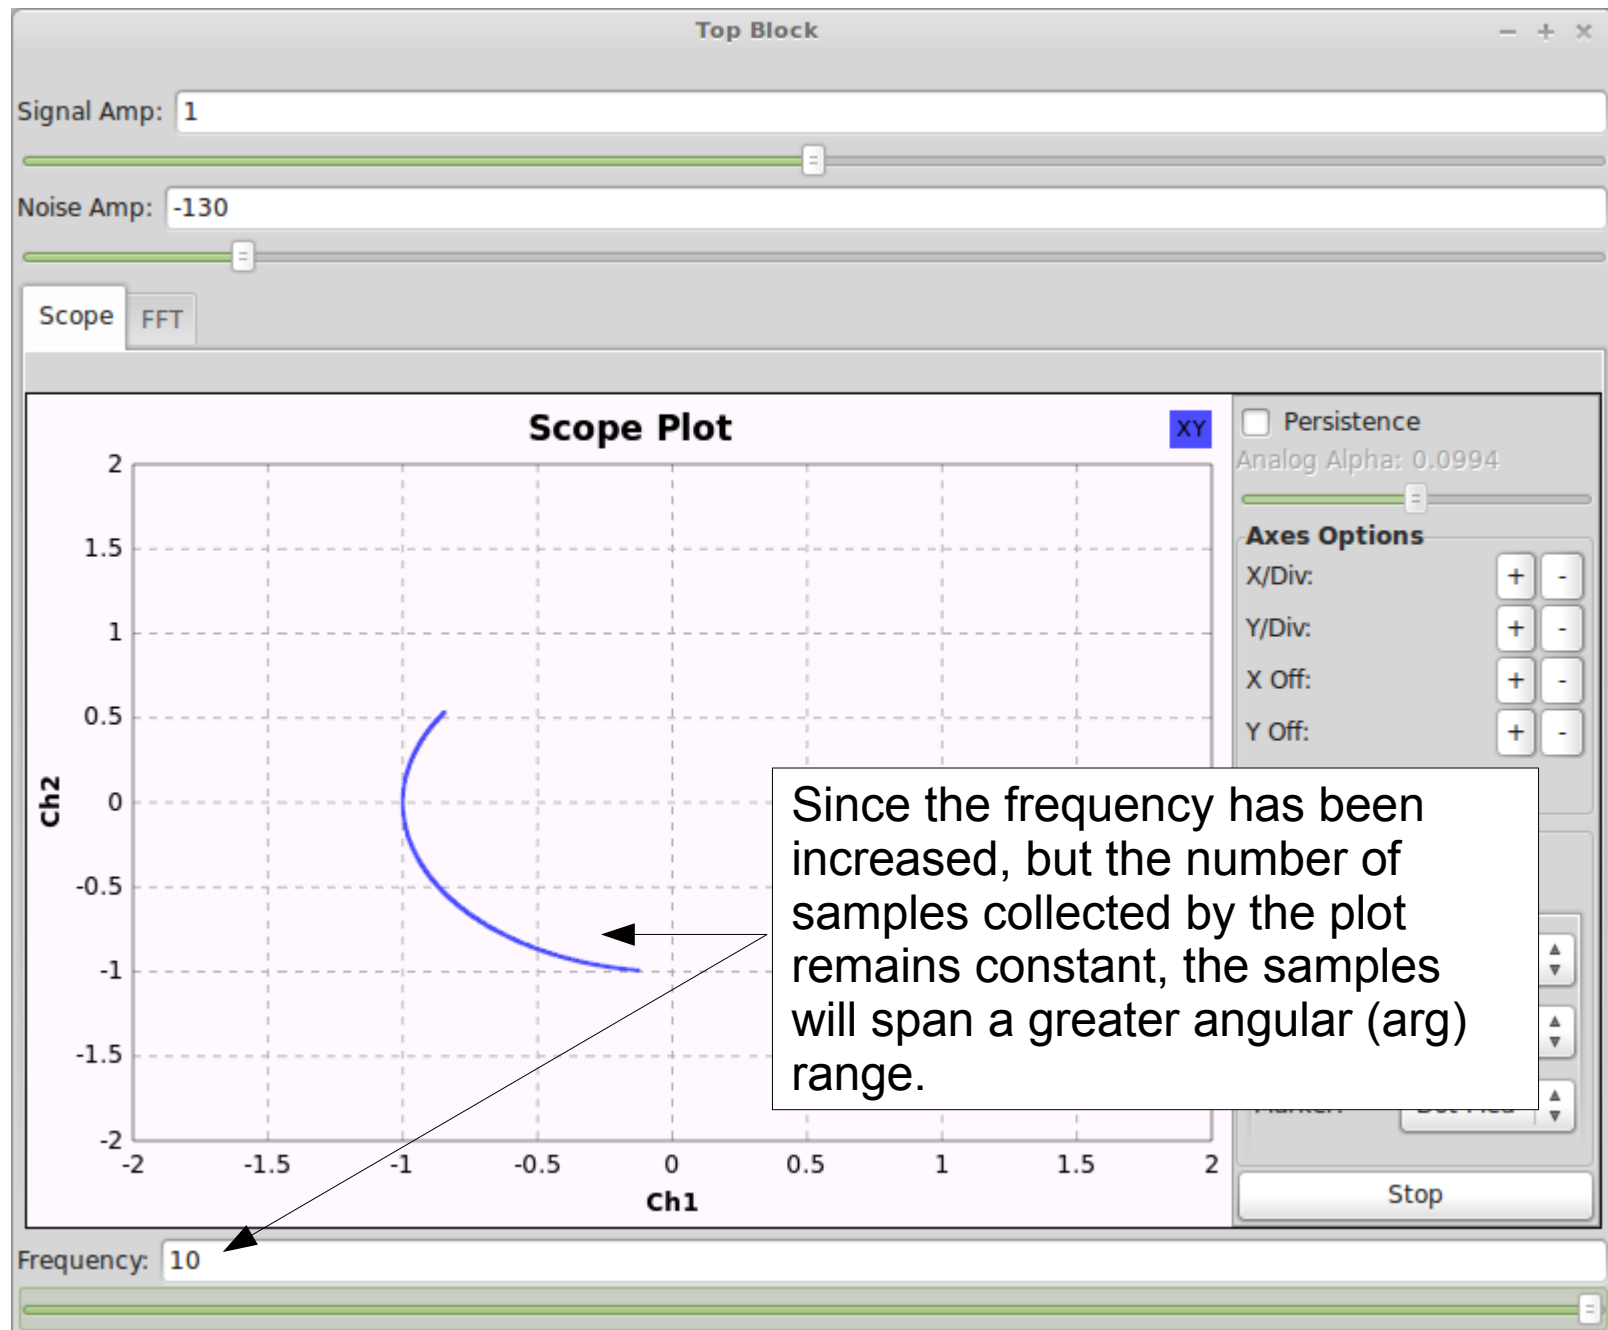 Top Block
Signal Amp: 1
Noise Amp: -130
Scope FFT
Scope Plot
XY
Persistence
Analog Alpha: 0.0994
Axes Options
X/Div: + -
Y/Div: + -
X Off: + -
Y Off: + -
2
1.5
1
0.5
0
-0.5
-1
-1.5
-2
Ch2
-2 -1.5 -1 -0.5 0 0.5 1 1.5 2
Ch1
Since the frequency has been
increased, but the number of
samples collected by the plot
remains constant, the samples
will span a greater angular (arg)
range.
Stop
Frequency: 10